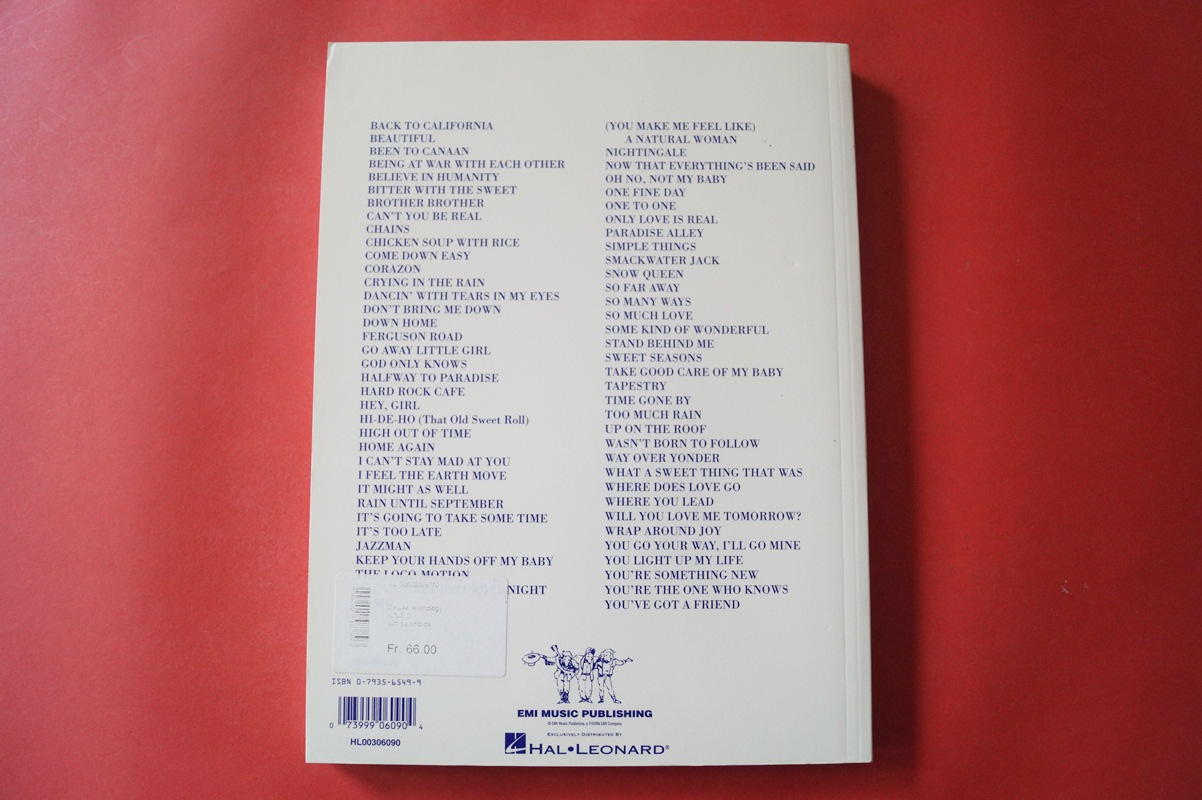 BACK TO CALIFORNIA
BEAUTIFUL
BEEN TO CANAAN
BEING AT WAR WITH EACH OTHER
BELIEVE IN HUMANITY
BITTER WITH THE SWEET
BROTHER BROTHER
CAN'T YOU BE REAL
CHAINS
CHICKEN SOUP WITH RICE
COME DOWN EASY
CORAZON
CRYING IN THE RAIN
DANCIN' WITH TEARS IN MY EYES
DON'T BRING ME DOWN
DOWN HOME
FERGUSON ROAD
GO AWAY LITTLE GIRL
GOD ONLY KNOWS
HALFWAY TO PARADISE
HARD ROCK CAFE
HEY, GIRL
HI-DE-HO (That Old Sweet Roll)
HIGH OUT OF TIME
HOME AGAIN
I CAN'T STAY MAD AT YOU
I FEEL THE EARTH MOVE
IT MIGHT AS WELL
RAIN UNTIL SEPTEMBER
IT'S GOING TO TAKE SOME TIME
IT'S TOO LATE
JAZZMAN
KEEP YOUR HANDS OFF MY BABY
THE LOCO-MOTION
NIGHT
(YOU MAKE ME FEEL LIKE)
A NATURAL WOMAN
NIGHTINGALE
NOW THAT EVERYTHING'S BEEN SAID
OH NO, NOT MY BABY
ONE FINE DAY
ONE TO ONE
ONLY LOVE IS REAL
PARADISE ALLEY
SIMPLE THINGS
SMACKWATER JACK
SNOW QUEEN
SO FAR AWAY
SO MANY WAYS
SO MUCH LOVE
SOME KIND OF WONDERFUL
STAND BEHIND ME
SWEET SEASONS
TAKE GOOD CARE OF MY BABY
TAPESTRY
TIME GONE BY
TOO MUCH RAIN
UP ON THE ROOF
WASN'T BORN TO FOLLOW
WAY OVER YONDER
WHAT A SWEET THING THAT WAS
WHERE DOES LOVE GO
WHERE YOU LEAD
WILL YOU LOVE ME TOMORROW?
WRAP AROUND JOY
YOU GO YOUR WAY, I'LL GO MINE
YOU LIGHT UP MY LIFE
YOU'RE SOMETHING NEW
YOU'RE THE ONE WHO KNOWS
YOU'VE GOT A FRIEND
Fr. 66.00
ISBN 0-7935-6549-9
0 73999 06090 4
HL00306090
EMI MUSIC PUBLISHING
© EMI Music Publishing, a THORN EMI Company
EXCLUSIVELY DISTRIBUTED BY
HAL•LEONARD®